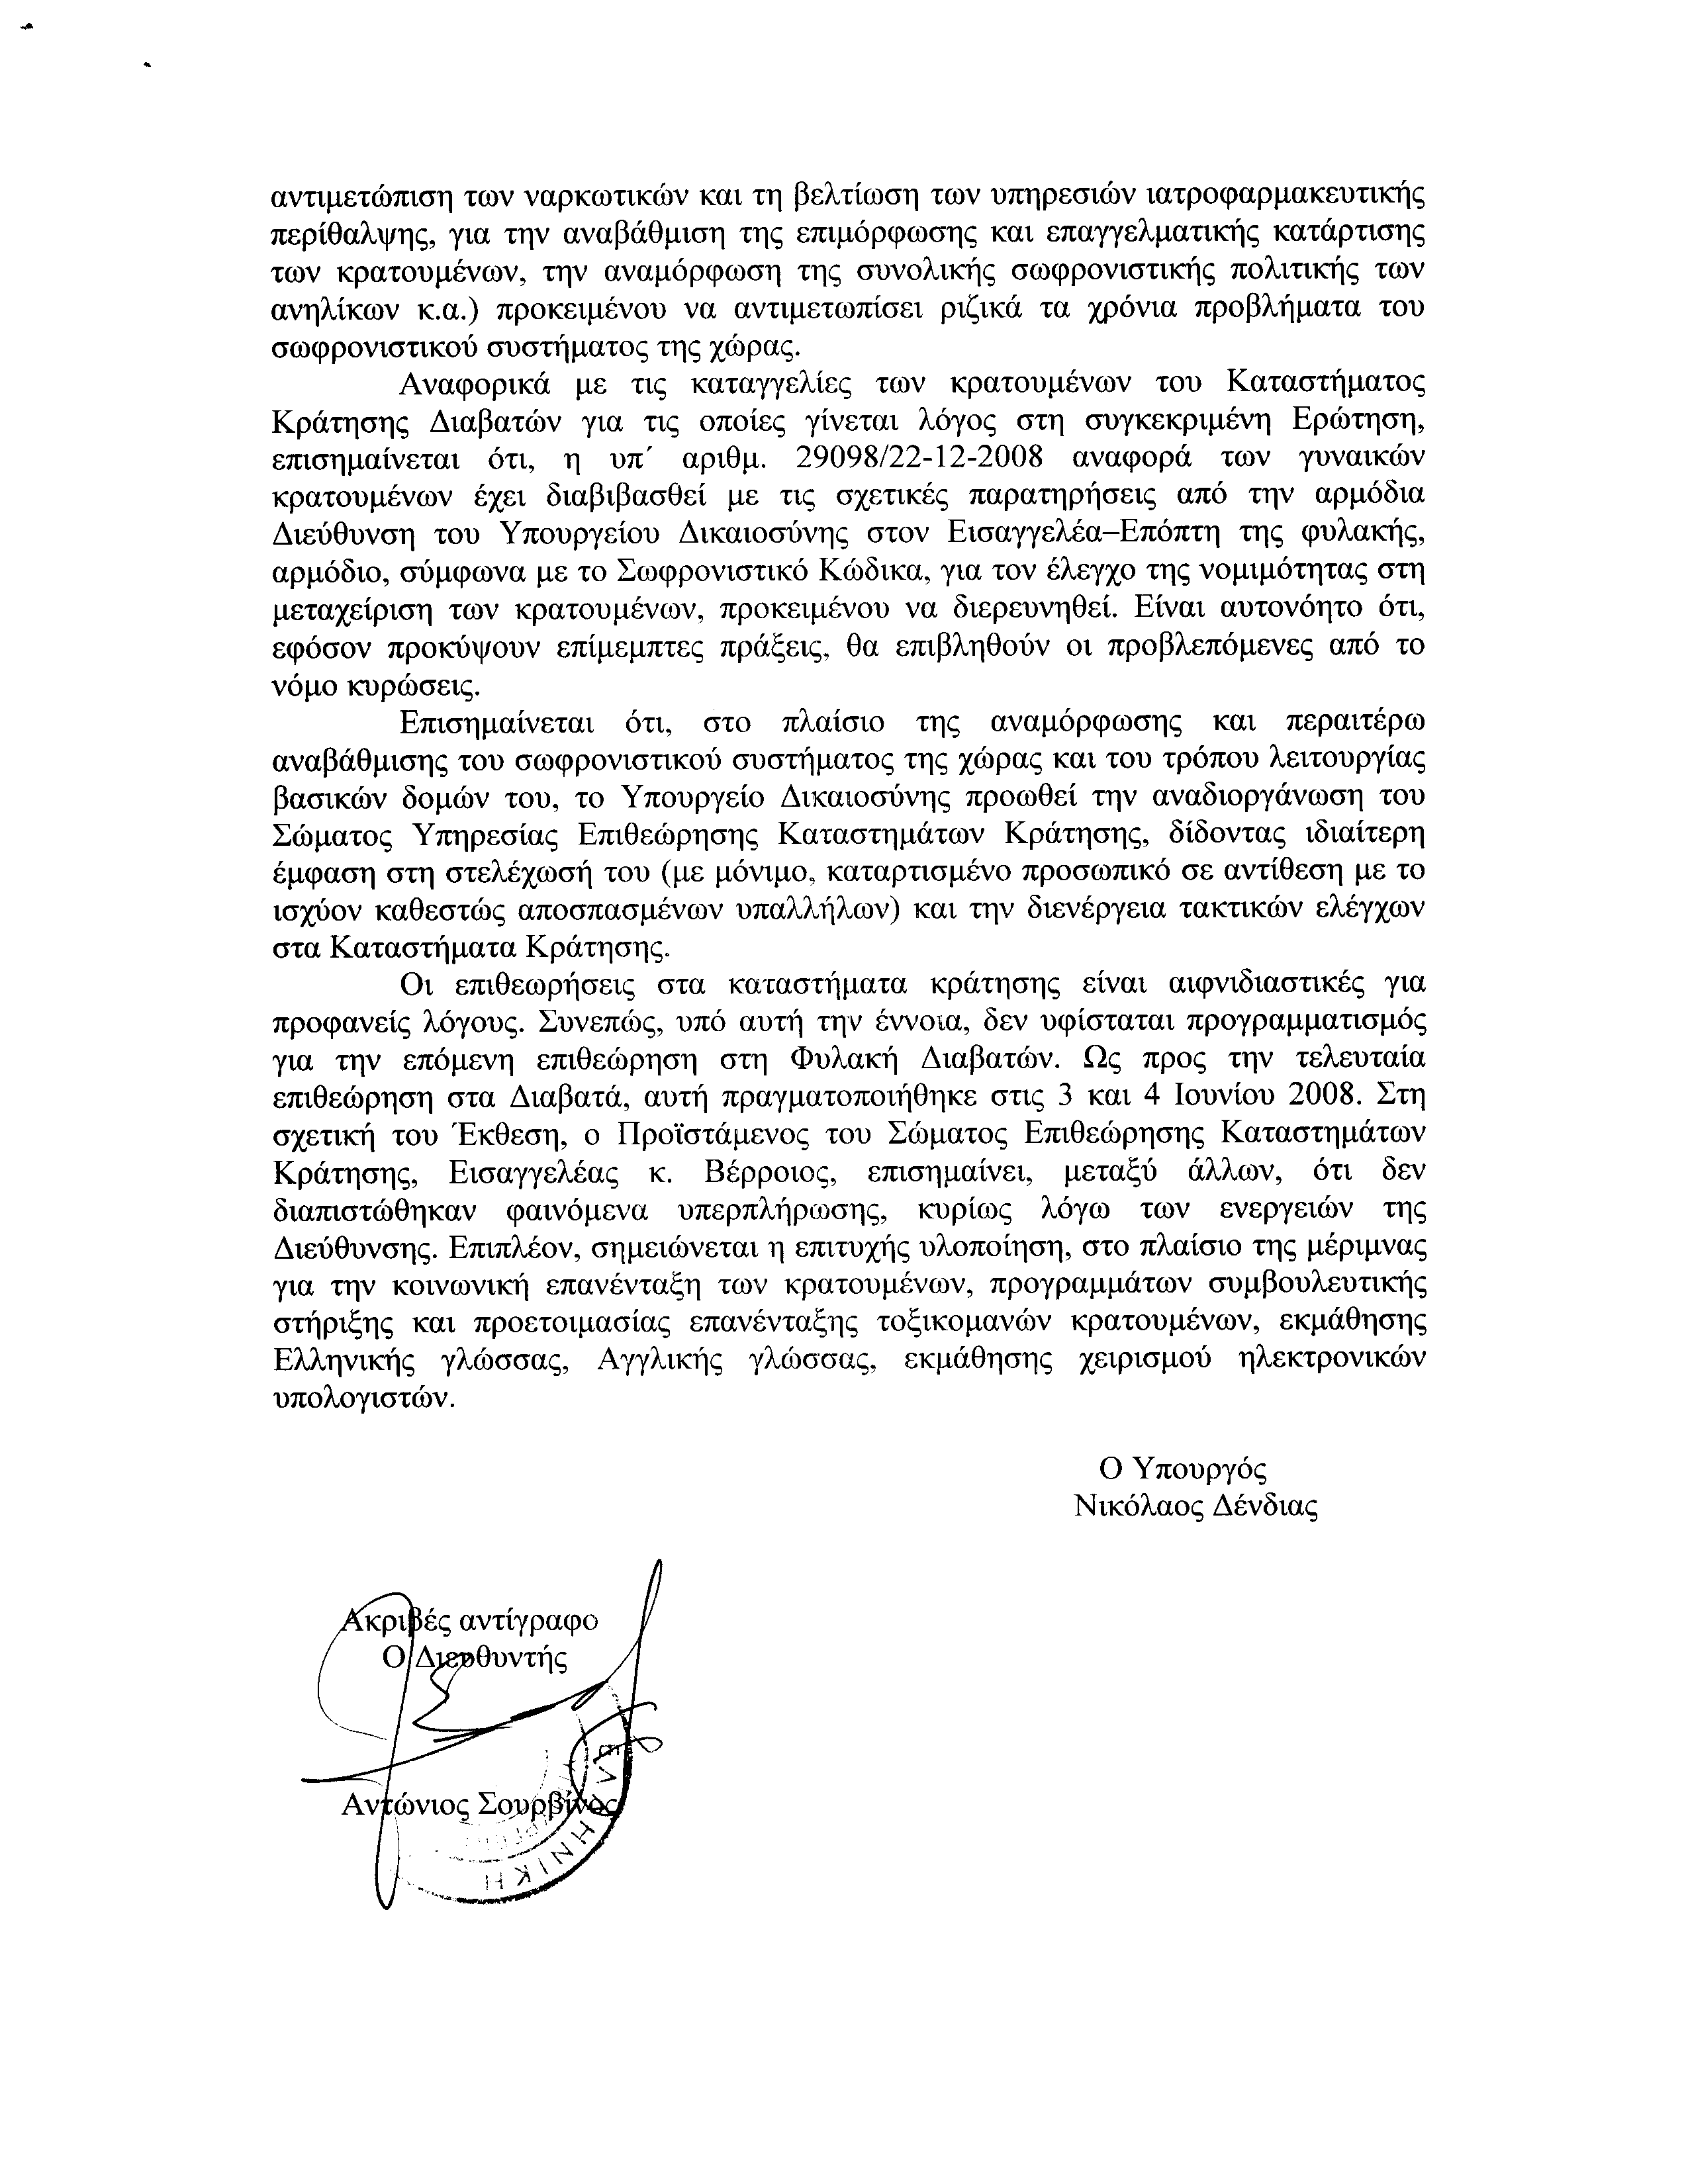 αντιμετώπιση των ναρκωτικών και τη βελτίωση των υπηρεσιών ιατροφαρμακευτικής
περίθαλψης, για την αναβάθμιση της επιμόρφωσης και επαγγελματικής κατάρτισης
των κρατουμένων, την αναμόρφωση της συνολικής σωφρονιστικής πολιτικής των
ανηλίκων κ.α.) προκειμένου να αντιμετωπίσει ριζικά τα χρόνια προβλήματα του
σωφρονιστικού συστήματος της χώρας.
Αναφορικά με τις καταγγελίες των κρατουμένων του Καταστήματος
Κράτησης Διαβατών για τις οποίες γίνεται λόγος στη συγκεκριμένη Ερώτηση,
επισημαίνεται ότι, η υπ΄ αριθμ. 29098/22-12-2008 αναφορά των γυναικών
κρατουμένων έχει διαβιβασθεί με τις σχετικές παρατηρήσεις από την αρμόδια
Διεύθυνση του Υπουργείου Δικαιοσύνης στον Εισαγγελέα–Επόπτη της φυλακής,
αρμόδιο, σύμφωνα με το Σωφρονιστικό Κώδικα, για τον έλεγχο της νομιμότητας στη
μεταχείριση των κρατουμένων, προκειμένου να διερευνηθεί. Είναι αυτονόητο ότι,
εφόσον προκύψουν επίμεμπτες πράξεις, θα επιβληθούν οι προβλεπόμενες από το
νόμο κυρώσεις.
Επισημαίνεται ότι, στο πλαίσιο της αναμόρφωσης και περαιτέρω
αναβάθμισης του σωφρονιστικού συστήματος της χώρας και του τρόπου λειτουργίας
βασικών δομών του, το Υπουργείο Δικαιοσύνης προωθεί την αναδιοργάνωση του
Σώματος Υπηρεσίας Επιθεώρησης Καταστημάτων Κράτησης, δίδοντας ιδιαίτερη
έμφαση στη στελέχωσή του (με μόνιμο, καταρτισμένο προσωπικό σε αντίθεση με το
ισχύον καθεστώς αποσπασμένων υπαλλήλων) και την διενέργεια τακτικών ελέγχων
στα Καταστήματα Κράτησης.
Οι επιθεωρήσεις στα καταστήματα κράτησης είναι αιφνιδιαστικές για
προφανείς λόγους. Συνεπώς, υπό αυτή την έννοια, δεν υφίσταται προγραμματισμός
για την επόμενη επιθεώρηση στη Φυλακή Διαβατών. Ως προς την τελευταία
επιθεώρηση στα Διαβατά, αυτή πραγματοποιήθηκε στις 3 και 4 Ιουνίου 2008. Στη
σχετική του Έκθεση, ο Προϊστάμενος του Σώματος Επιθεώρησης Καταστημάτων
Κράτησης, Εισαγγελέας κ. Βέρροιος, επισημαίνει, μεταξύ άλλων, ότι δεν
διαπιστώθηκαν φαινόμενα υπερπλήρωσης, κυρίως λόγω των ενεργειών της
Διεύθυνσης. Επιπλέον, σημειώνεται η επιτυχής υλοποίηση, στο πλαίσιο της μέριμνας
για την κοινωνική επανένταξη των κρατουμένων, προγραμμάτων συμβουλευτικής
στήριξης και προετοιμασίας επανένταξης τοξικομανών κρατουμένων, εκμάθησης
Ελληνικής γλώσσας, Αγγλικής γλώσσας, εκμάθησης χειρισμού ηλεκτρονικών
υπολογιστών.
Ο Υπουργός
Νικόλαος Δένδιας
Ακριβές αντίγραφο
Ο Διευθυντής
Αντώνιος Σουρβίνος
ΕΛΛΗΝΙΚΗ